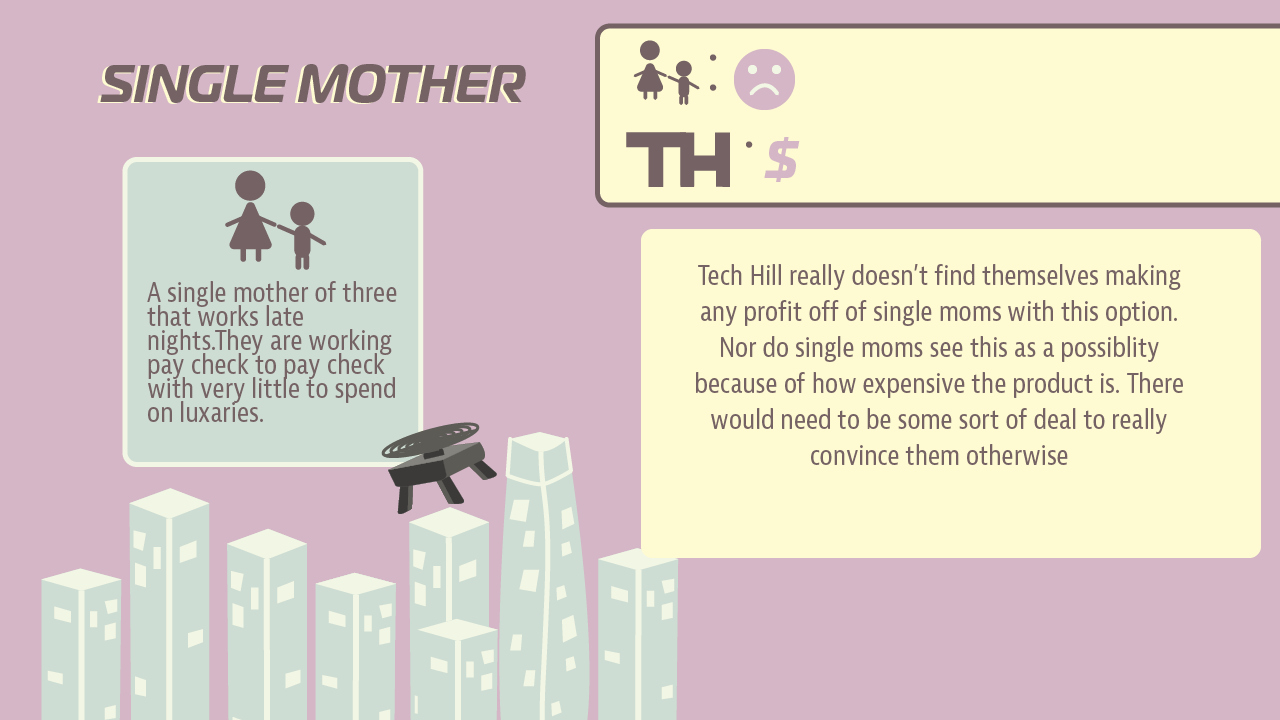 SINGLE MOTHER
A single mother of three
that works late
nights.They are working
pay check to pay check
with very little to spend
on luxaries.
:
TH : $
Tech Hill really doesn't find themselves making
any profit off of single moms with this option.
Nor do single moms see this as a possiblity
because of how expensive the product is. There
would need to be some sort of deal to really
convince them otherwise